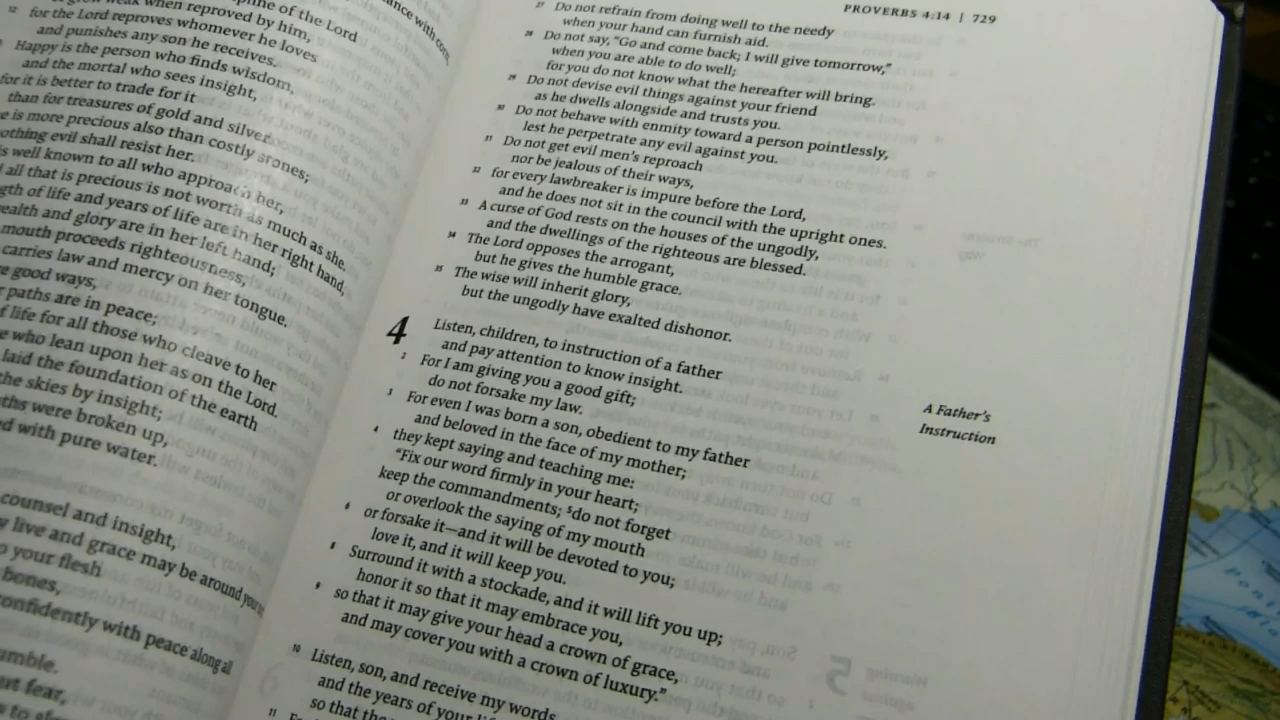 ance with corn,
pline of the Lord
weak when reproved by him,
12 for the Lord reproves whomever he loves
and punishes any son he receives.
Happy is the person who finds wisdom,
and the mortal who sees insight,
for it is better to trade for it
than for treasures of gold and silver.
e is more precious also than costly stones;
othing evil shall resist her.
s well known to all who approach her,
all that is precious is not worth as much as she.
gth of life and years of life are in her right hand,
ealth and glory are in her left hand;
mouth proceeds righteousness,
carries law and mercy on her tongue.
e good ways,
r paths are in peace;
f life for all those who cleave to her
e who lean upon her as on the Lord.
laid the foundation of the earth
the skies by insight;
ths were broken up,
ed with pure water.
counsel and insight,
y live and grace may be around your
o your flesh
bones,
confidently with peace along all
umble.
fear,
PROVERBS 4:14 | 729
27 Do not refrain from doing well to the needy
when your hand can furnish aid.
28 Do not say, “Go and come back; I will give tomorrow,”
when you are able to do well;
for you do not know what the hereafter will bring.
29 Do not devise evil things against your friend
as he dwells alongside and trusts you.
30 Do not behave with enmity toward a person pointlessly,
lest he perpetrate any evil against you.
31 Do not get evil men’s reproach
nor be jealous of their ways,
32 for every lawbreaker is impure before the Lord,
and he does not sit in the council with the upright ones.
33 A curse of God rests on the houses of the ungodly,
and the dwellings of the righteous are blessed.
34 The Lord opposes the arrogant,
but he gives the humble grace.
35 The wise will inherit glory,
but the ungodly have exalted dishonor.
4 Listen, children, to instruction of a father
and pay attention to know insight.
2 For I am giving you a good gift;
do not forsake my law.
3 For even I was born a son, obedient to my father
and beloved in the face of my mother;
4 they kept saying and teaching me:
“Fix our word firmly in your heart;
keep the commandments; 5do not forget
or overlook the saying of my mouth
6 or forsake it—and it will be devoted to you;
love it, and it will keep you.
8 Surround it with a stockade, and it will lift you up;
honor it so that it may embrace you,
9 so that it may give your head a crown of grace,
and may cover you with a crown of luxury.”
10 Listen, son, and receive my words,
and the years of your
11 so that the
A Father’s
Instruction